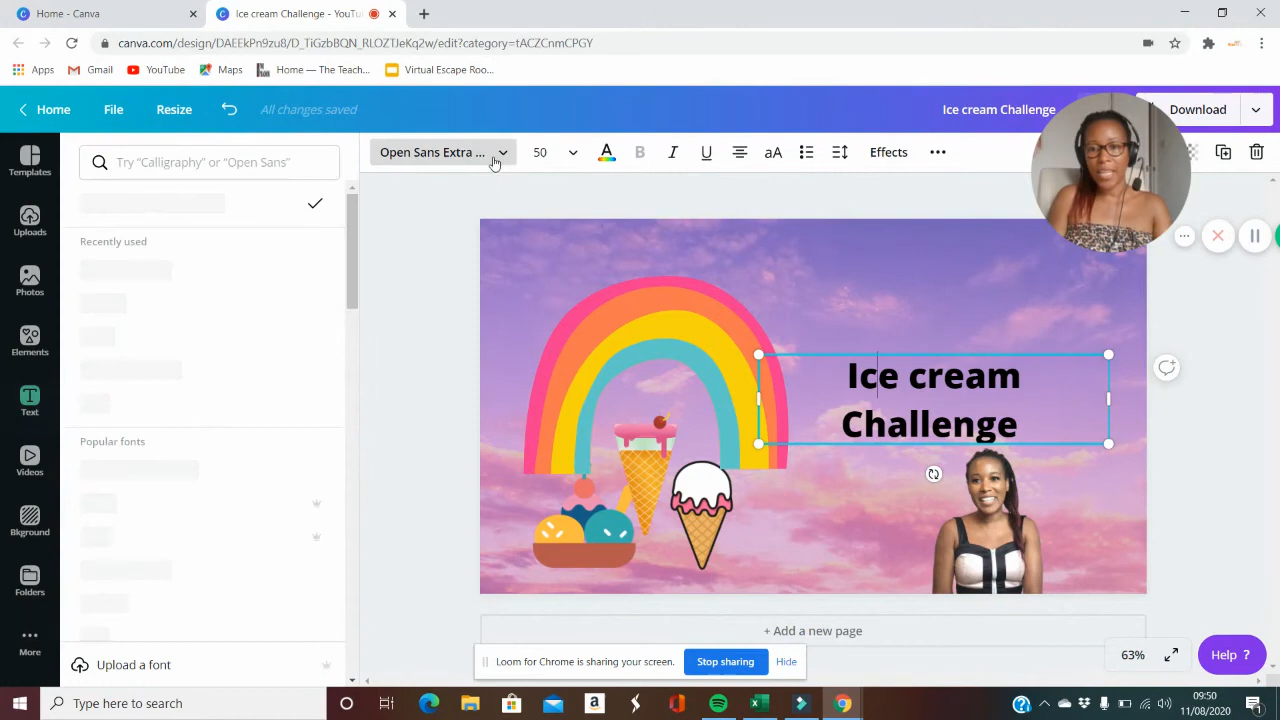 Home – Canva
Ice cream Challenge - YouTu
canva.com/design/DAEEkPn9zu8/D_TiGzbBQN_RLOZTJeKq2w/edit?category=tACZCnmCPGY
Apps
Gmail
YouTube
Maps
Home — The Teach...
Virtual Escape Roo...
Home
File
Resize
All changes saved
Ice cream Challenge
Download
Templates
Uploads
Photos
Elements
Text
Videos
Bkground
Folders
More
Try "Calligraphy" or "Open Sans"
Recently used
Popular fonts
Upload a font
Open Sans Extra ...
50
A
B
I
U
aA
Effects
Ice cream
Challenge
+ Add a new page
Loom for Chrome is sharing your screen.
Stop sharing
Hide
63%
Help ?
Type here to search
09:50
11/08/2020